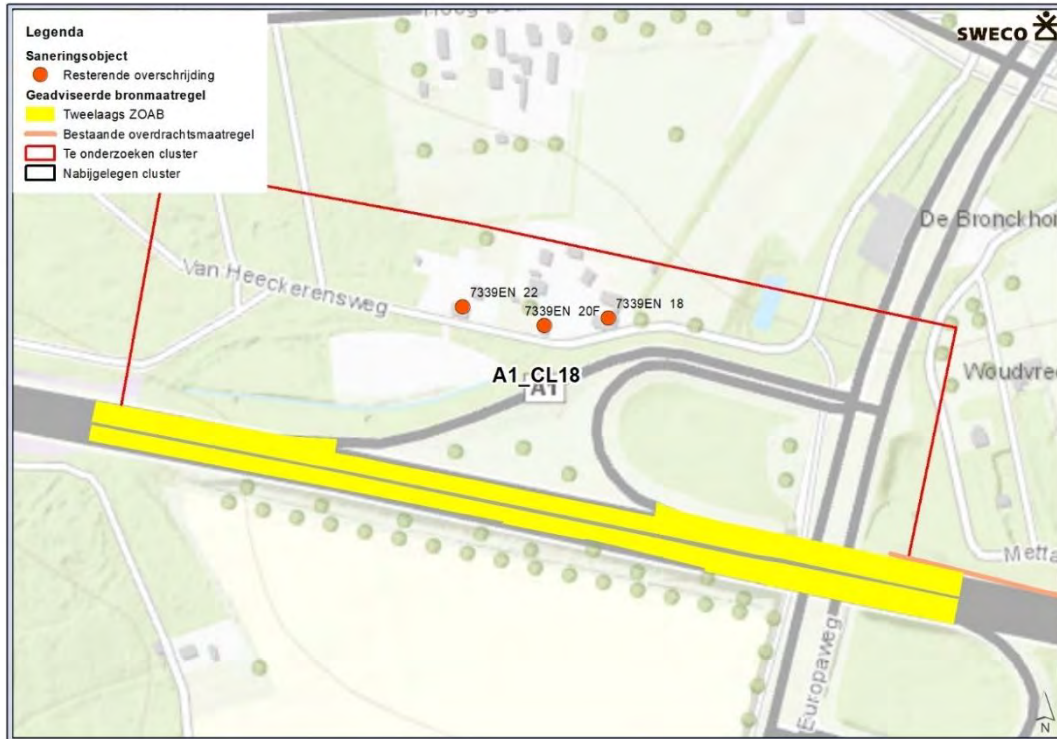 Legenda
Saneringsobject
Resterende overschrijding
Geadviseerde bronmaatregel
Tweelaags ZOAB
Bestaande overdrachtsmaatregel
Te onderzoeken cluster
Nabijgelegen cluster
SWECO
De Bronckhor
Van Heeckerensweg
7339EN 22
7339EN 20F
7339EN 18
Woudvree
A1_CL18
A1
Metta
Europaweg
N